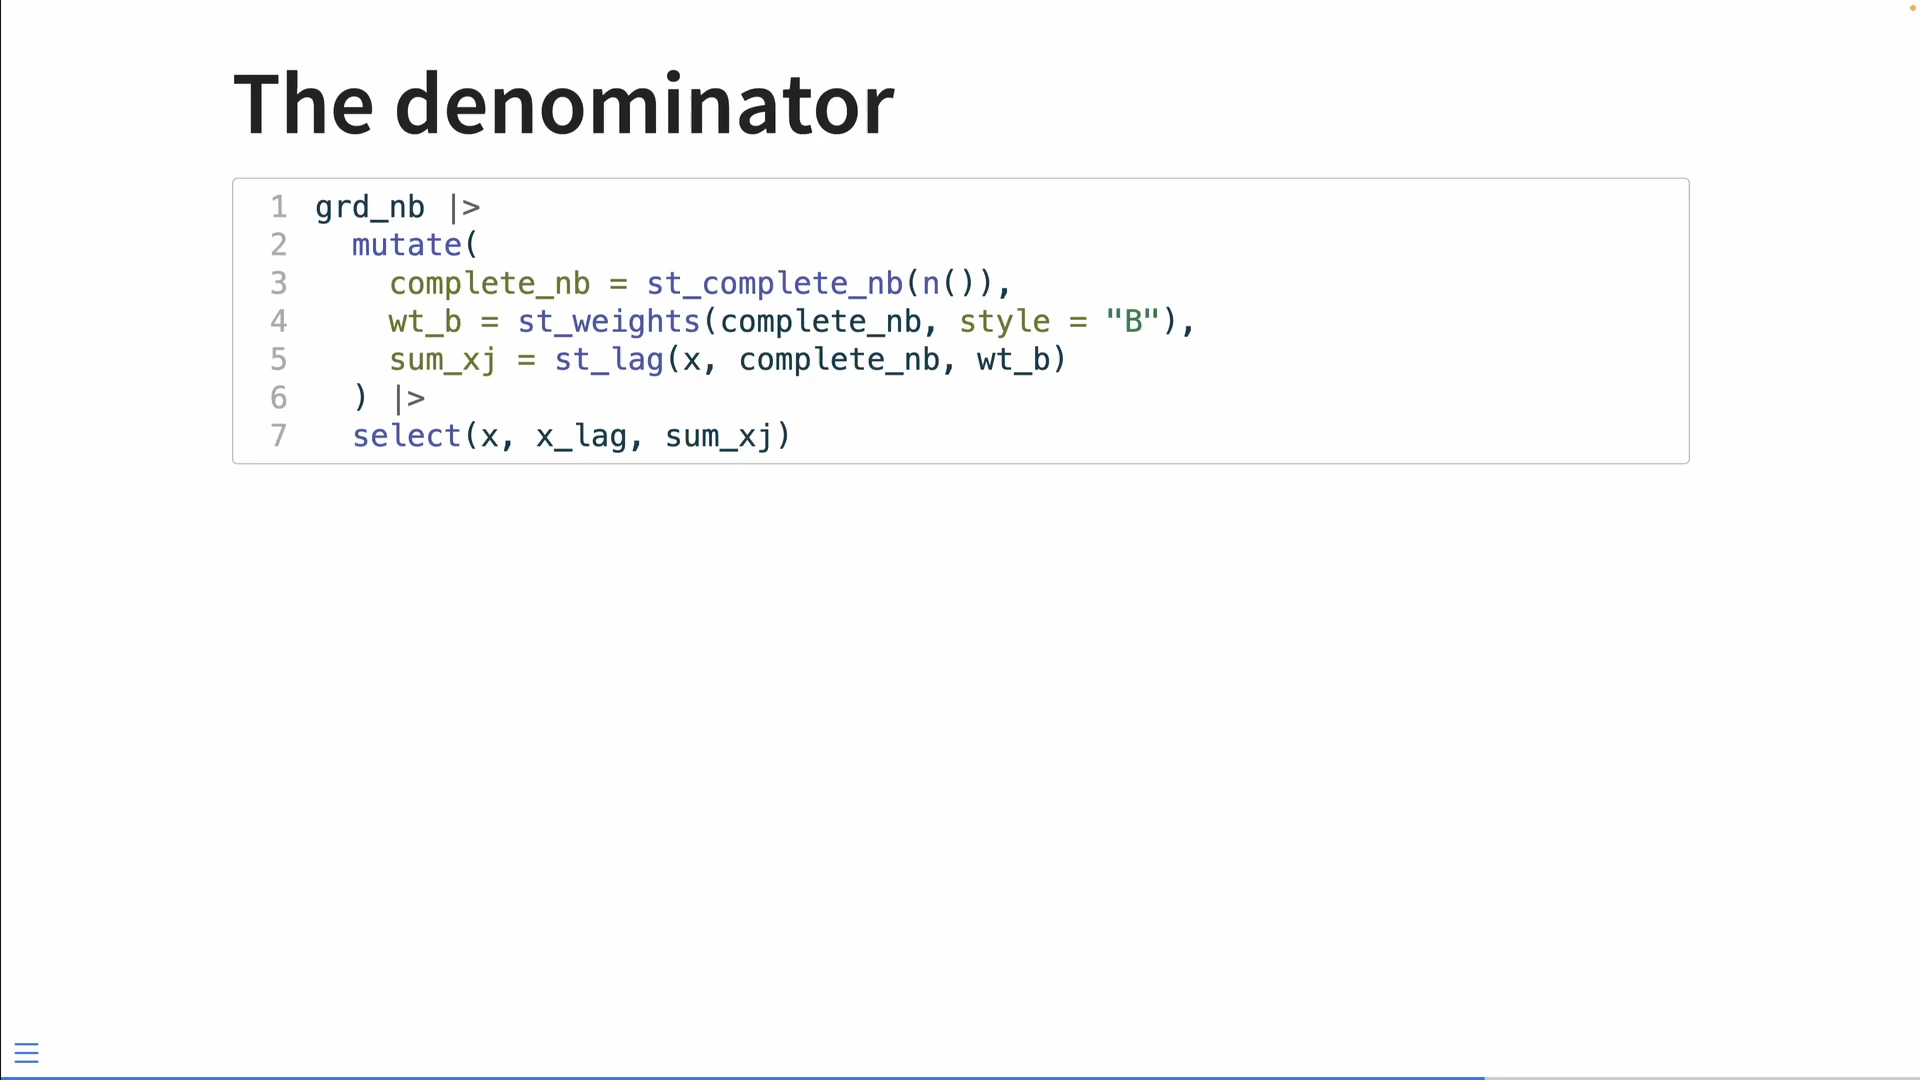 The denominator
1 grd_nb |>
2   mutate(
3     complete_nb = st_complete_nb(n()),
4     wt_b = st_weights(complete_nb, style = "B"),
5     sum_xj = st_lag(x, complete_nb, wt_b)
6   ) |>
7   select(x, x_lag, sum_xj)